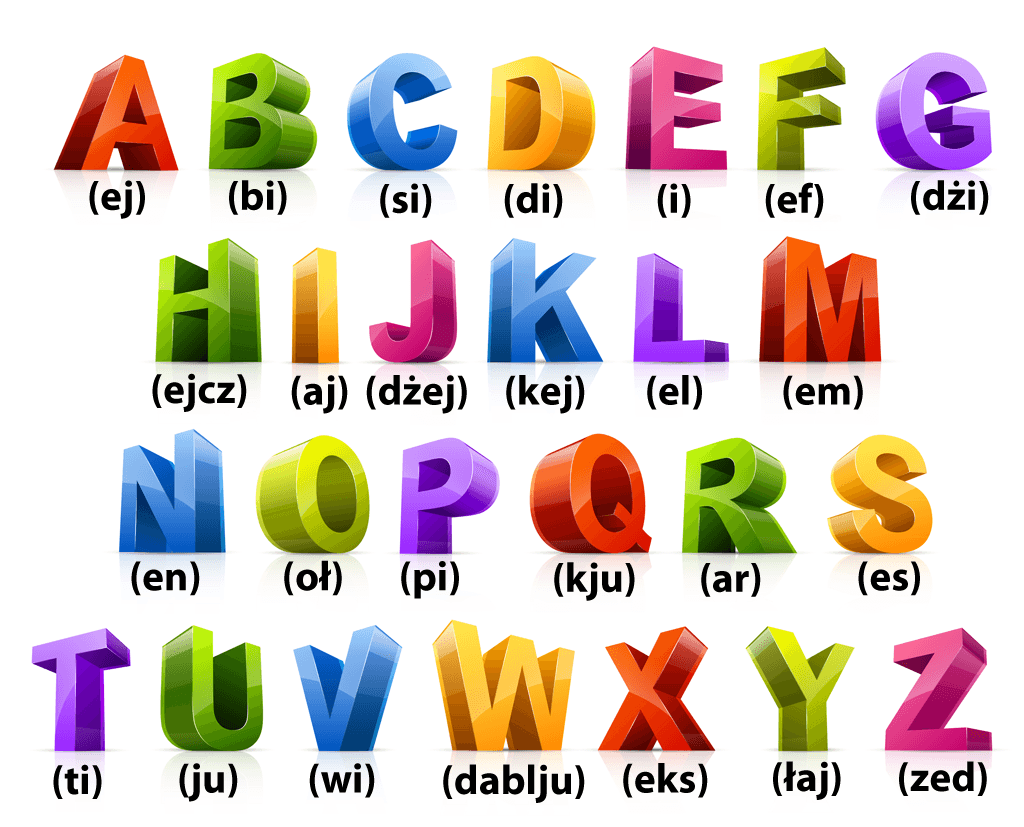 A B C D E F G
(ej) (bi) (si) (di) (i) (ef) (dżi)
H I J K L M
(ejcz) (aj) (dżej) (kej) (el) (em)
N O P Q R S
(en) (oł) (pi) (kju) (ar) (es)
T U V W X Y Z
(ti) (ju) (wi) (dablju) (eks) (łaj) (zed)